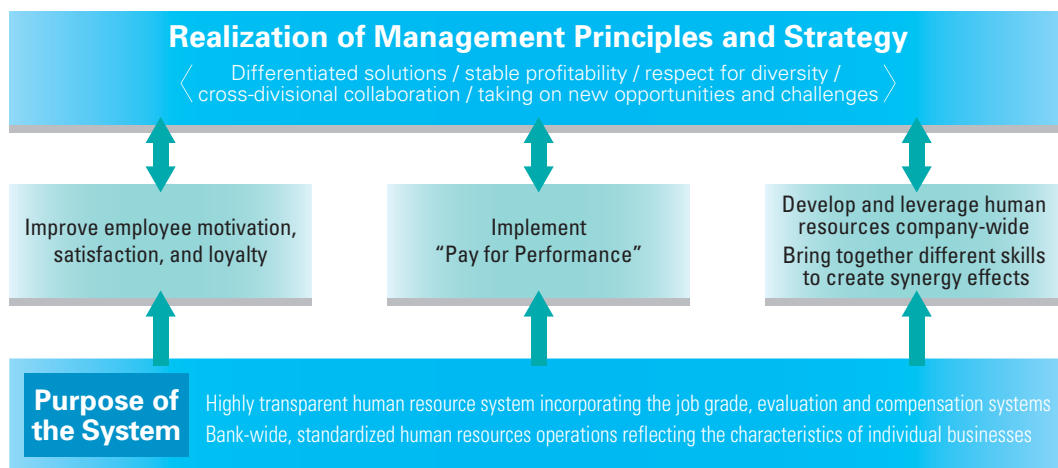 Realization of Management Principles and Strategy
Differentiated solutions / stable profitability / respect for diversity /
cross-divisional collaboration / taking on new opportunities and challenges
Improve employee motivation,
satisfaction, and loyalty
Implement
“Pay for Performance”
Develop and leverage human
resources company-wide
Bring together different skills
to create synergy effects
Purpose of
the System
Highly transparent human resource system incorporating the job grade, evaluation and compensation systems
Bank-wide, standardized human resources operations reflecting the characteristics of individual businesses